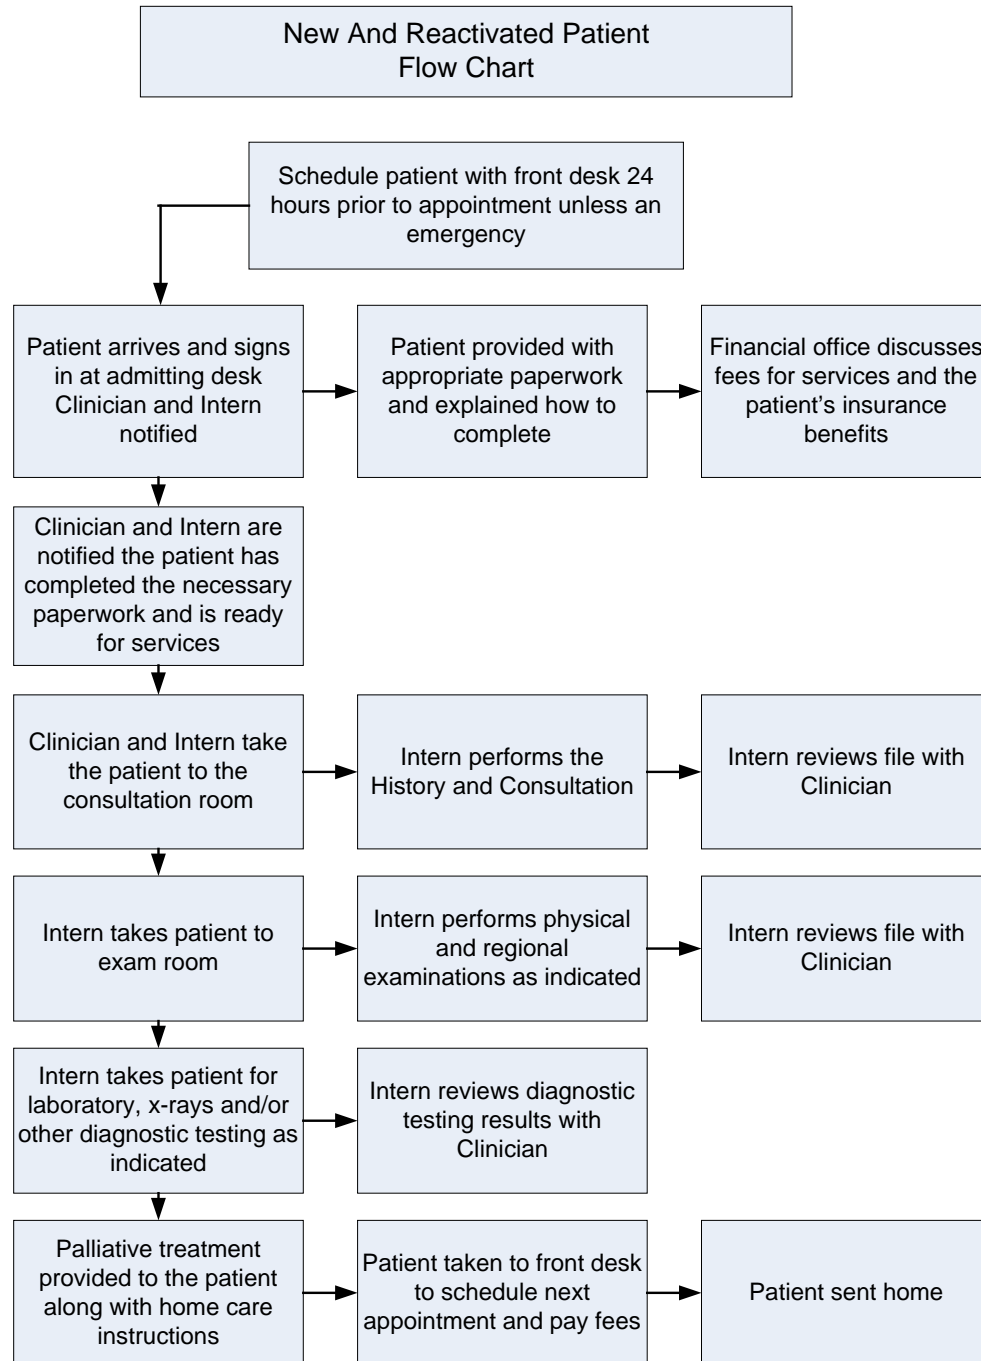 New And Reactivated Patient
Flow Chart
Schedule patient with front desk 24
hours prior to appointment unless an
emergency
Patient arrives and signs
in at admitting desk
Clinician and Intern
notified
Patient provided with
appropriate paperwork
and explained how to
complete
Financial office discusses
fees for services and the
patient’s insurance
benefits
Clinician and Intern are
notified the patient has
completed the necessary
paperwork and is ready
for services
Clinician and Intern take
the patient to the
consultation room
Intern performs the
History and Consultation
Intern reviews file with
Clinician
Intern takes patient to
exam room
Intern performs physical
and regional
examinations as indicated
Intern reviews file with
Clinician
Intern takes patient for
laboratory, x-rays and/or
other diagnostic testing as
indicated
Intern reviews diagnostic
testing results with
Clinician
Palliative treatment
provided to the patient
along with home care
instructions
Patient taken to front desk
to schedule next
appointment and pay fees
Patient sent home